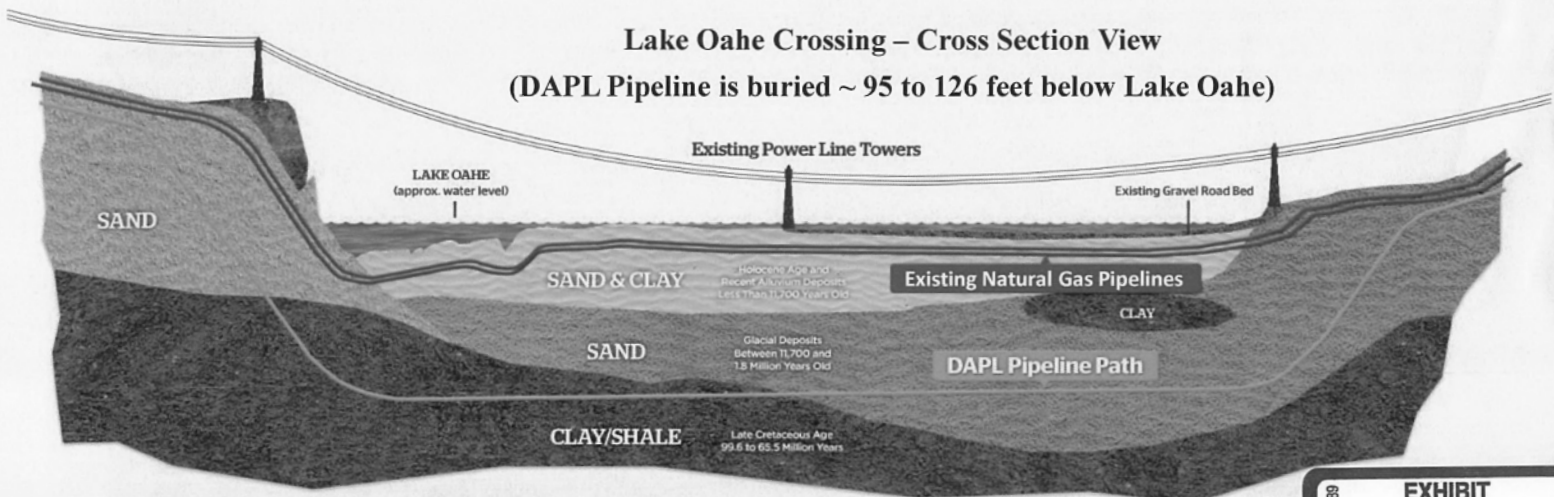 Lake Oahe Crossing – Cross Section View
(DAPL Pipeline is buried ~ 95 to 126 feet below Lake Oahe)
Existing Power Line Towers
LAKE OAHE
(approx. water level)
Existing Gravel Road Bed
SAND
SAND & CLAY
Holocene Age and
Recent Alluvium Deposits
Less Than 11,700 Years Old
Existing Natural Gas Pipelines
CLAY
SAND
Glacial Deposits
Between 11,700 and
1.8 Million Years Old
DAPL Pipeline Path
CLAY/SHALE
Late Cretaceous Age
99.6 to 65.5 Million Years
EXHIBIT